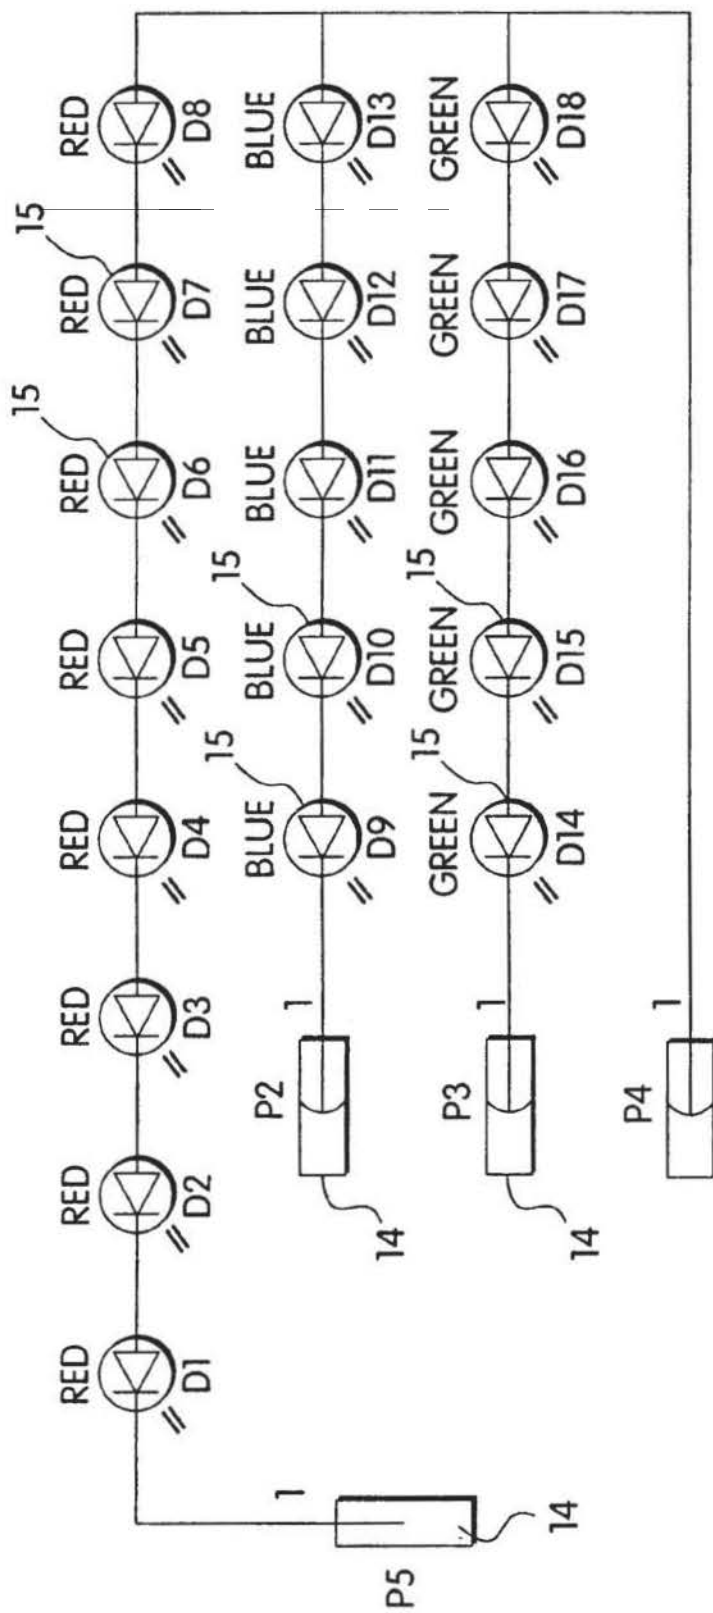 15 15
RED RED RED RED RED RED RED RED
D1 D2 D3 D4 D5 D6 D7 D8
15 15
1 P2 1 BLUE BLUE BLUE BLUE BLUE
D9 D10 D11 D12 D13
P5 14 14 15 15
P3 1 GREEN GREEN GREEN GREEN GREEN
D14 D15 D16 D17 D18
14
P4 1